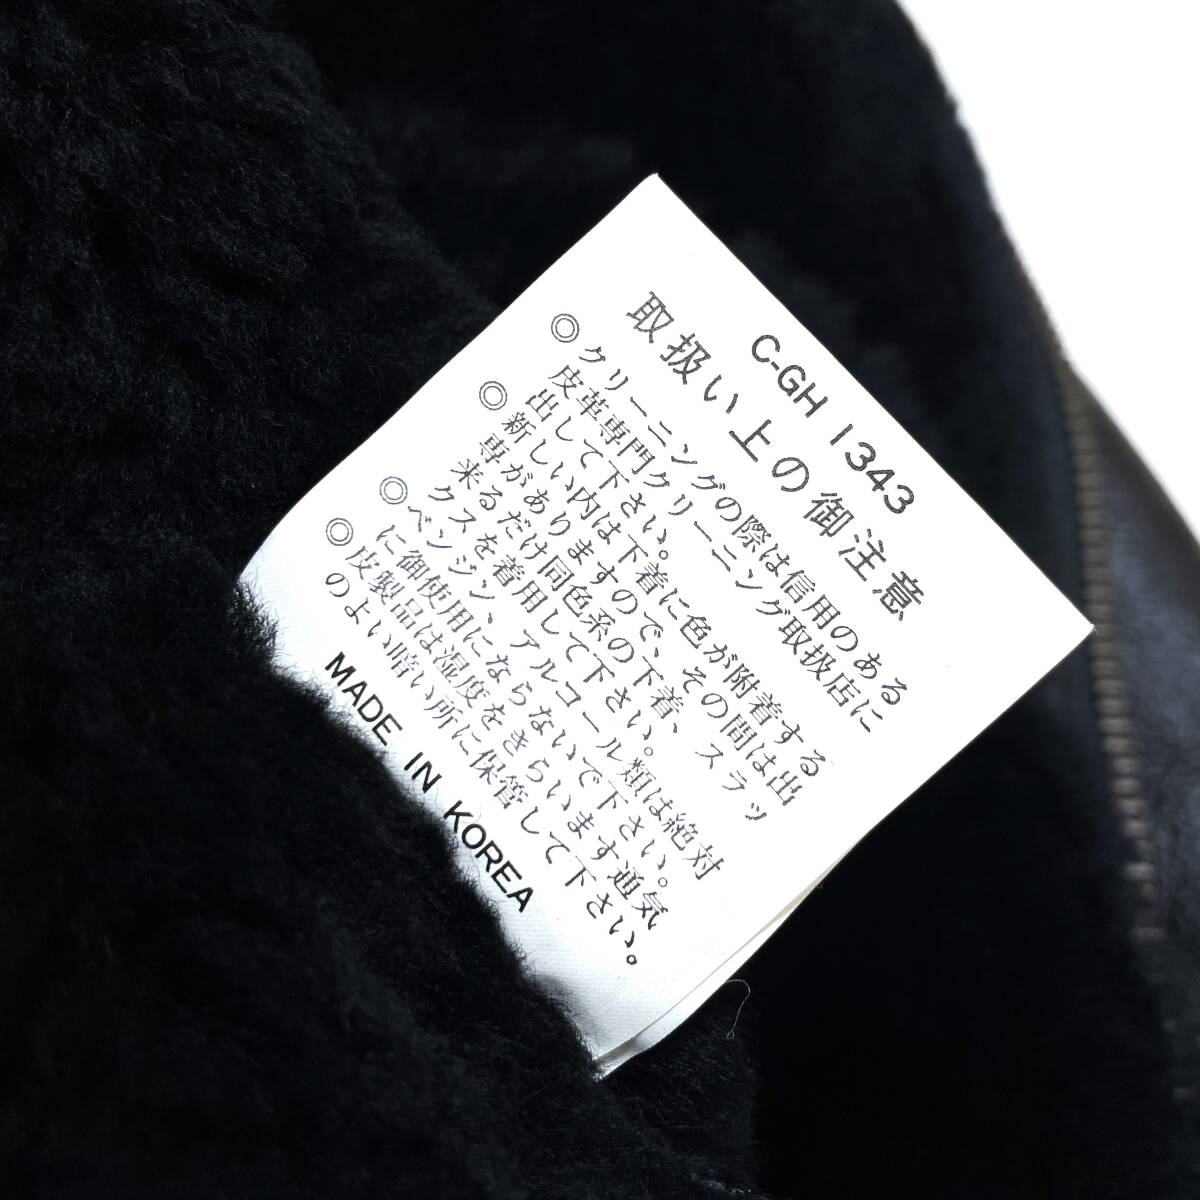 C-GH 1343
取扱い上の御注意
◎クリーニングの際は信用のある
皮革専門クリーニング取扱店に
出して下さい。
◎新しい内は下着に色が附着する
専がありますので、その間は出
来るだけ同色系の下着、スラッ
クスを着用して下さい。
◎ベンジン、アルコール類は絶対
に御使用にならないで下さい。
◎皮製品は湿度をきらいます通気
のよい暗い所に保管して下さい。
MADE IN KOREA